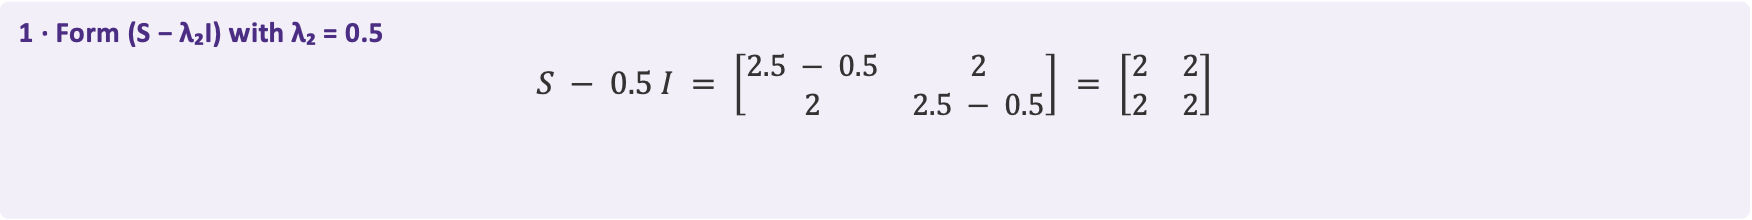 1 · Form (S − λ₂I) with λ₂ = 0.5
S − 0.5 I = [2.5 − 0.5 2 2 2.5 − 0.5] = [2 2 2 2]